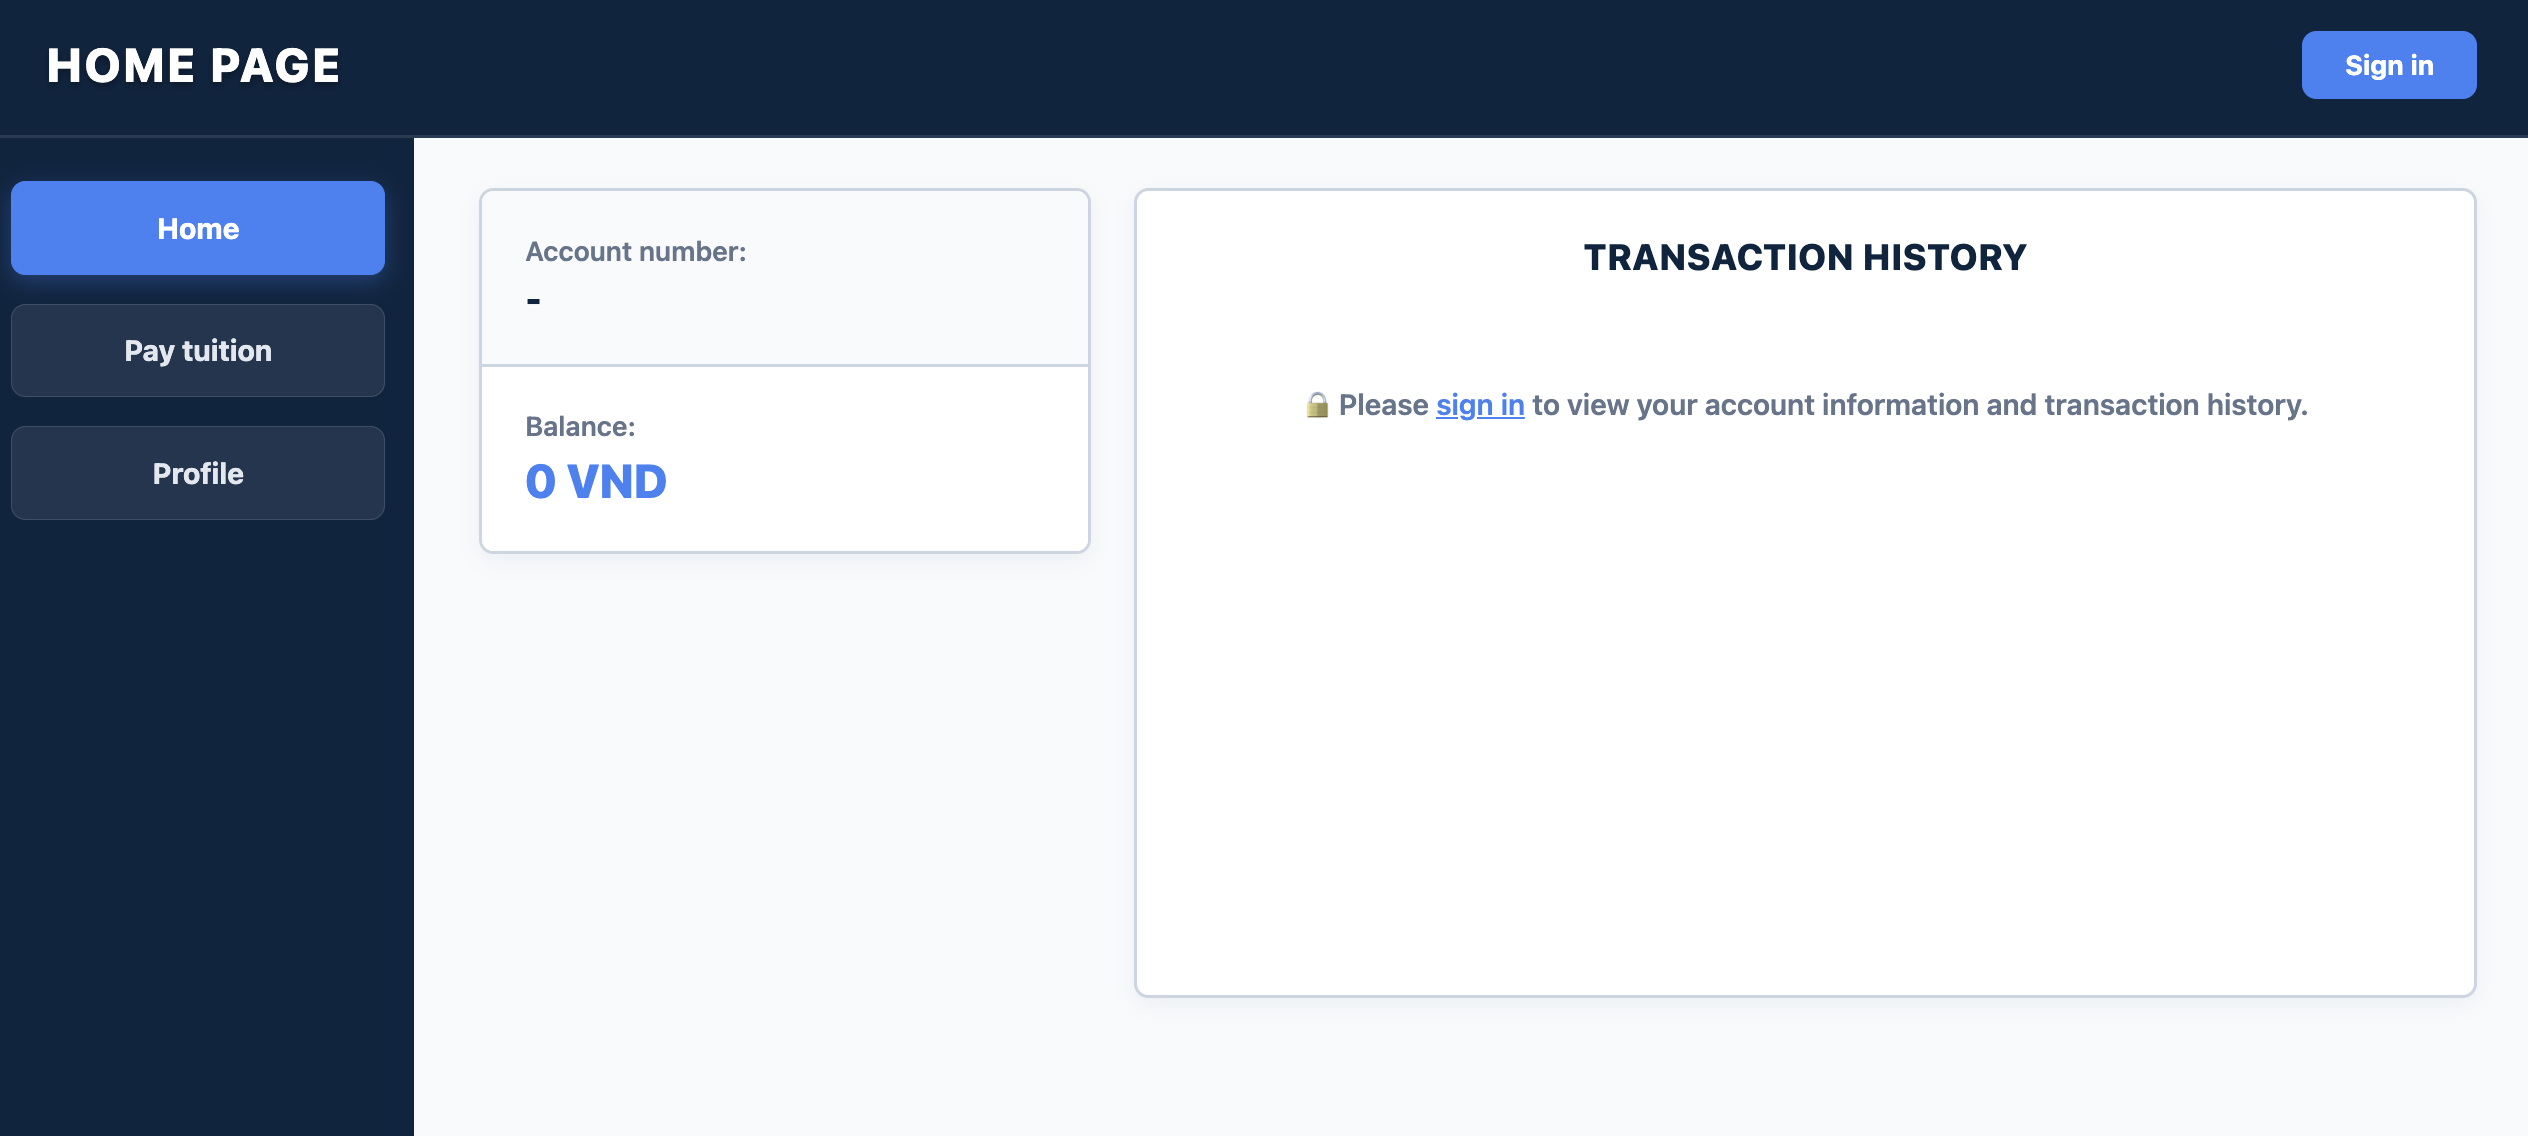 HOME PAGE
Sign in
Home
Pay tuition
Profile
Account number:
-
Balance:
0 VND
TRANSACTION HISTORY
🔒 Please sign in to view your account information and transaction history.